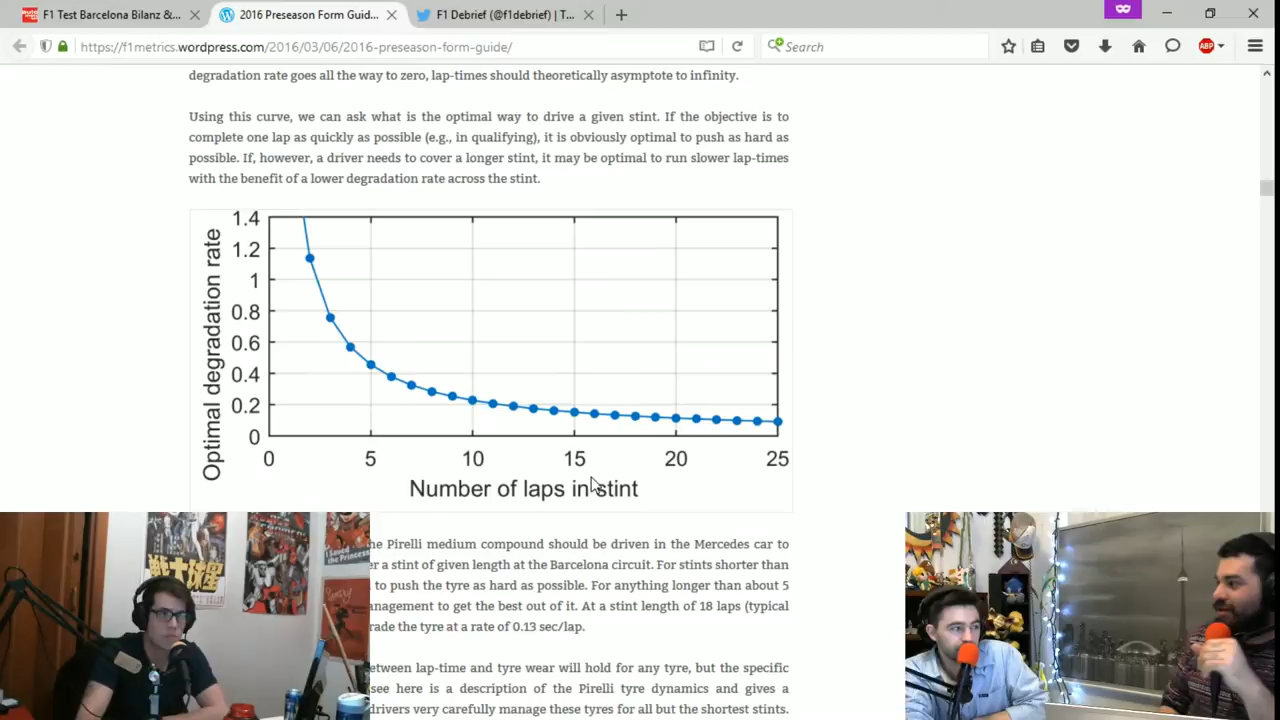 F1 Test Barcelona Bilanz &...
2016 Preseason Form Guid...
F1 Debrief (@f1debrief) | T...
https://f1metrics.wordpress.com/2016/03/06/2016-preseason-form-guide/
Search
ABP
degradation rate goes all the way to zero, lap-times should theoretically asymptote to infinity.
Using this curve, we can ask what is the optimal way to drive a given stint. If the objective is to
complete one lap as quickly as possible (e.g., in qualifying), it is obviously optimal to push as hard as
possible. If, however, a driver needs to cover a longer stint, it may be optimal to run slower lap-times
with the benefit of a lower degradation rate across the stint.
Optimal degradation rate
1.4
1.2
1
0.8
0.6
0.4
0.2
0
0 5 10 15 20 25
Number of laps in stint
he Pirelli medium compound should be driven in the Mercedes car to
er a stint of given length at the Barcelona circuit. For stints shorter than
to push the tyre as hard as possible. For anything longer than about 5
anagement to get the best out of it. At a stint length of 18 laps (typical
rade the tyre at a rate of 0.13 sec/lap.
etween lap-time and tyre wear will hold for any tyre, but the specific
see here is a description of the Pirelli tyre dynamics and gives a
drivers very carefully manage these tyres for all but the shortest stints.
I Saved
the Princess